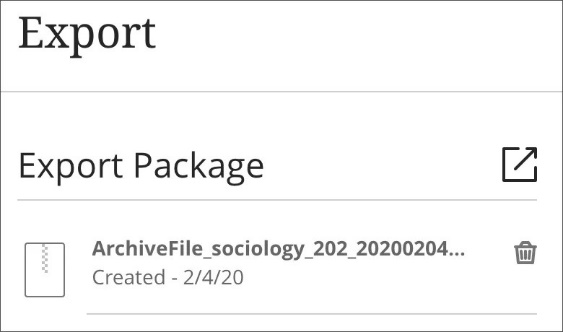 Export
Export Package
ArchiveFile_sociology_202_20200204...
Created - 2/4/20